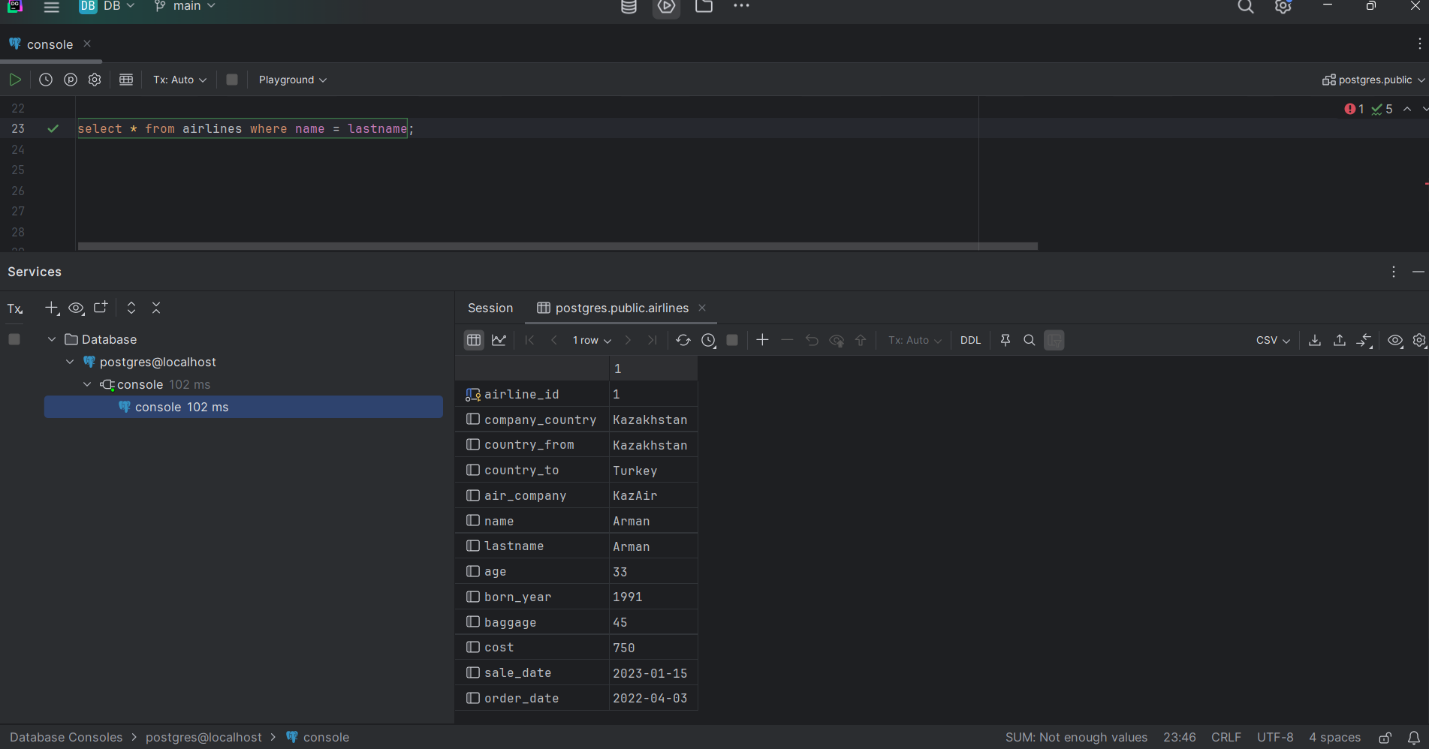 DB DB main
console
Tx: Auto Playground postgres.public
22
23 select * from airlines where name = lastname; 1 5
24
25
26
27
28
Services
Tx Session postgres.public.airlines
Database 1 row Tx: Auto DDL CSV
postgres@localhost
console 102 ms
console 102 ms
1
airline_id 1
company_country Kazakhstan
country_from Kazakhstan
country_to Turkey
air_company KazAir
name Arman
lastname Arman
age 33
born_year 1991
baggage 45
cost 750
sale_date 2023-01-15
order_date 2022-04-03
Database Consoles > postgres@localhost > console SUM: Not enough values 23:46 CRLF UTF-8 4 spaces